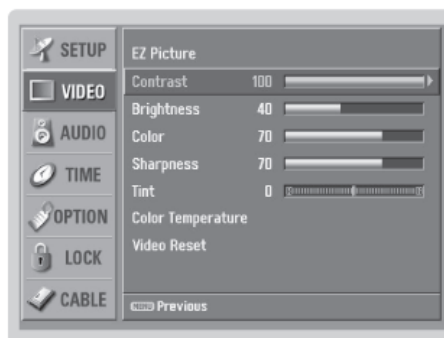 SETUP
VIDEO
AUDIO
TIME
OPTION
LOCK
CABLE
EZ Picture
Contrast 100
Brightness 40
Color 70
Sharpness 70
Tint 0
Color Temperature
Video Reset
MENU Previous